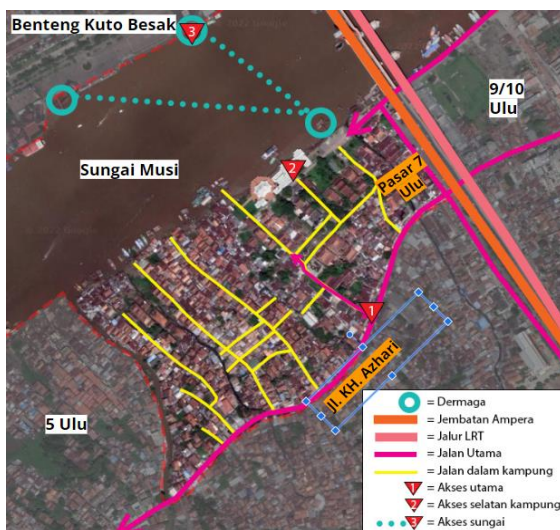 Benteng Kuto Besak
3
9/10
Ulu
Sungai Musi
2
Pasar 7
Ulu
1
jl. KH. Azhari
5 Ulu
= Dermaga
= Jembatan Ampera
= Jalur LRT
= Jalan Utama
= Jalan dalam kampung
1 = Akses utama
2 = Akses selatan kampung
3 = Akses sungai